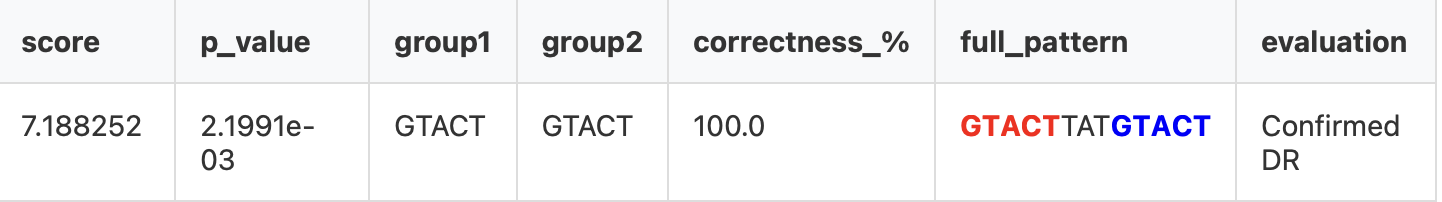 score p_value group1 group2 correctness_% full_pattern evaluation
7.188252 2.1991e- GTACT GTACT 100.0 GTACTTATGTACT Confirmed
03 DR